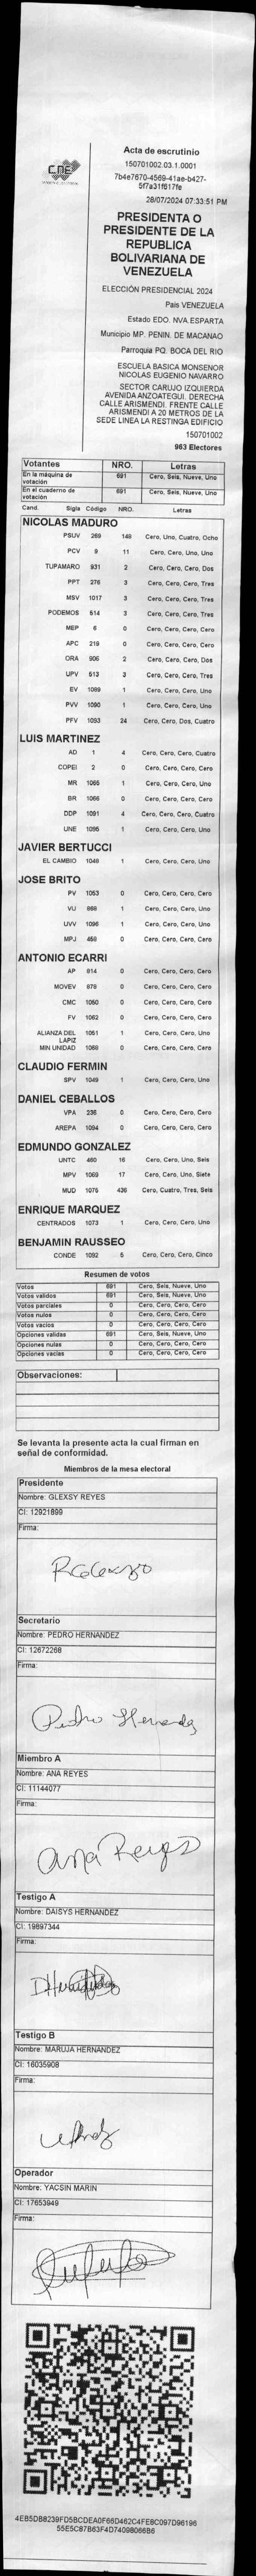 CNE
Acta de escrutinio
150701002.03.1.0001
7b4e7670-4569-41ae-b427-
5f7a31f617fe
28/07/2024 07:33:51 PM
PRESIDENTA O
PRESIDENTE DE LA
REPUBLICA
BOLIVARIANA DE
VENEZUELA
ELECCIÓN PRESIDENCIAL 2024
País VENEZUELA
Estado EDO. NVA.ESPARTA
Municipio MP. PENIN. DE MACANAO
Parroquia PQ. BOCA DEL RIO
ESCUELA BASICA MONSENOR
NICOLAS EUGENIO NAVARRO
SECTOR CARUJO IZQUIERDA
AVENIDA ANZOATEGUI. DERECHA
CALLE ARISMENDI. FRENTE CALLE
ARISMENDI A 20 METROS DE LA
SEDE LINEA LA RESTINGA EDIFICIO
150701002
963 Electores
Votantes NRO. Letras
En la máquina de votación 691 Cero, Seis, Nueve, Uno
En el cuaderno de votación 691 Cero, Seis, Nueve, Uno
Cand. Sigla Código NRO. Letras
NICOLAS MADURO
PSUV 269 148 Cero, Uno, Cuatro, Ocho
PCV 9 11 Cero, Cero, Uno, Uno
TUPAMARO 931 2 Cero, Cero, Cero, Dos
PPT 276 3 Cero, Cero, Cero, Tres
MSV 1017 3 Cero, Cero, Cero, Tres
PODEMOS 514 3 Cero, Cero, Cero, Tres
MEP 6 0 Cero, Cero, Cero, Cero
APC 219 0 Cero, Cero, Cero, Cero
ORA 906 2 Cero, Cero, Cero, Dos
UPV 513 3 Cero, Cero, Cero, Tres
EV 1089 1 Cero, Cero, Cero, Uno
PVV 1090 1 Cero, Cero, Cero, Uno
PFV 1093 24 Cero, Cero, Dos, Cuatro
LUIS MARTINEZ
AD 1 4 Cero, Cero, Cero, Cuatro
COPEI 2 0 Cero, Cero, Cero, Cero
MR 1065 1 Cero, Cero, Cero, Uno
BR 1066 0 Cero, Cero, Cero, Cero
DDP 1091 4 Cero, Cero, Cero, Cuatro
UNE 1095 1 Cero, Cero, Cero, Uno
JAVIER BERTUCCI
EL CAMBIO 1048 1 Cero, Cero, Cero, Uno
JOSE BRITO
PV 1053 0 Cero, Cero, Cero, Cero
VU 868 1 Cero, Cero, Cero, Uno
UVV 1096 1 Cero, Cero, Cero, Uno
MPJ 458 0 Cero, Cero, Cero, Cero
ANTONIO ECARRI
AP 814 0 Cero, Cero, Cero, Cero
MOVEV 878 0 Cero, Cero, Cero, Cero
CMC 1050 0 Cero, Cero, Cero, Cero
FV 1062 0 Cero, Cero, Cero, Cero
ALIANZA DEL LAPIZ 1051 1 Cero, Cero, Cero, Uno
MIN UNIDAD 1068 0 Cero, Cero, Cero, Cero
CLAUDIO FERMIN
SPV 1049 1 Cero, Cero, Cero, Uno
DANIEL CEBALLOS
VPA 236 0 Cero, Cero, Cero, Cero
AREPA 1094 0 Cero, Cero, Cero, Cero
EDMUNDO GONZALEZ
UNTC 460 16 Cero, Cero, Uno, Seis
MPV 1069 17 Cero, Cero, Uno, Siete
MUD 1075 436 Cero, Cuatro, Tres, Seis
ENRIQUE MARQUEZ
CENTRADOS 1073 1 Cero, Cero, Cero, Uno
BENJAMIN RAUSSEO
CONDE 1092 5 Cero, Cero, Cero, Cinco
Resumen de votos
Votos 691 Cero, Seis, Nueve, Uno
Votos validos 691 Cero, Seis, Nueve, Uno
Votos parciales 0 Cero, Cero, Cero, Cero
Votos nulos 0 Cero, Cero, Cero, Cero
Votos vacios 0 Cero, Cero, Cero, Cero
Opciones validas 691 Cero, Seis, Nueve, Uno
Opciones nulas 0 Cero, Cero, Cero, Cero
Opciones vacias 0 Cero, Cero, Cero, Cero
Observaciones:
Se levanta la presente acta la cual firman en
señal de conformidad.
Miembros de la mesa electoral
Presidente
Nombre: GLEXSY REYES
CI: 12921899
Firma:
Secretario
Nombre: PEDRO HERNANDEZ
CI: 12672268
Firma:
Pedro Hernandez
Miembro A
Nombre: ANA REYES
CI: 11144077
Firma:
Ana Reyes
Testigo A
Nombre: DAISYS HERNANDEZ
CI: 19897344
Firma:
Testigo B
Nombre: MARUJA HERNANDEZ
CI: 16035908
Firma:
Operador
Nombre: YACSIN MARIN
CI: 17653949
Firma:
4EB5DB8239FD5BCDEA0F66D462C4FE8C097D96196
55E5C87B63F4D74098066B6